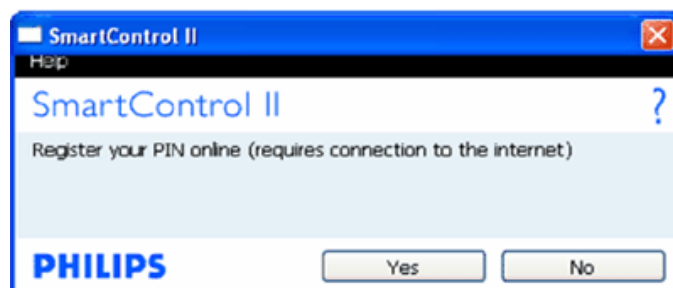 SmartControl II
Help
SmartControl II
?
Register your PIN online (requires connection to the internet)
PHILIPS
Yes
No